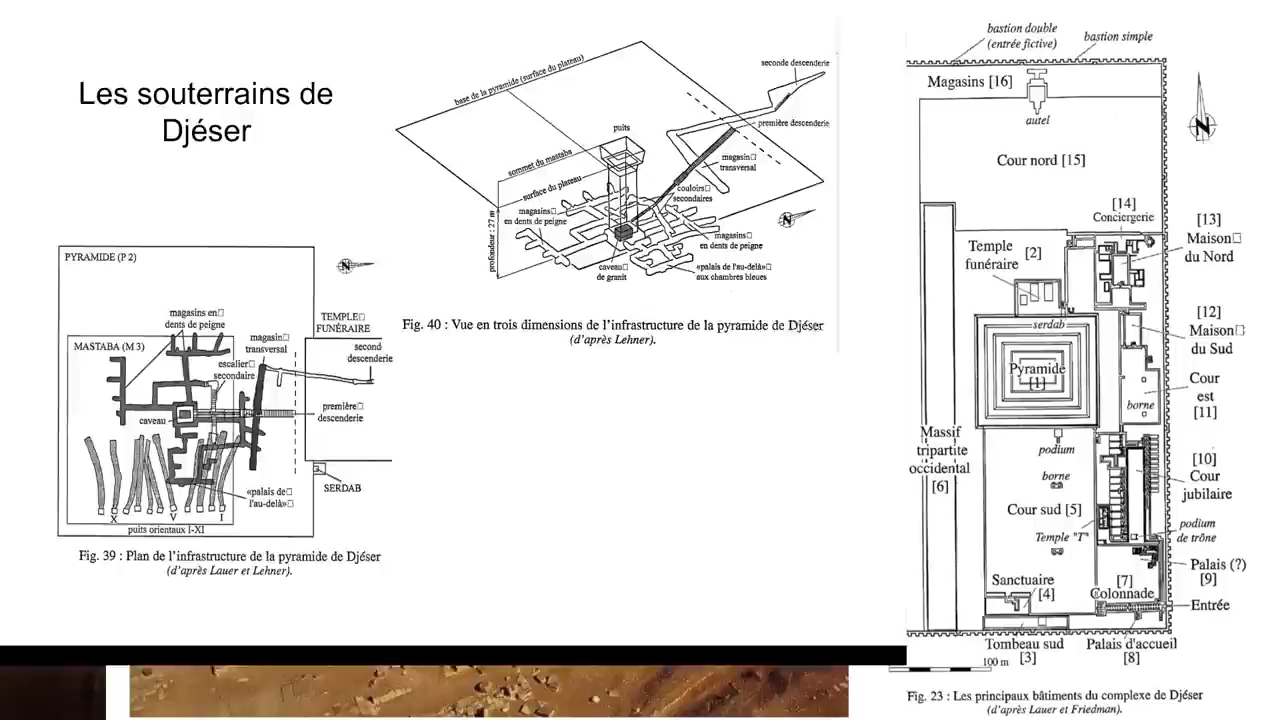 Les souterrains de
Djéser
base de la pyramide (surface du plateau)
seconde descenderie
puits
première descenderie
sommet du mastaba
magasin□
transversal
surface du plateau
couloirs□
secondaires
magasins□
en dents de peigne
profondeur : 27 m
magasins□
en dents de peigne
caveau□
de granit
«palais de l'au-delà»□
aux chambres bleues
N
Fig. 40 : Vue en trois dimensions de l'infrastructure de la pyramide de Djéser
(d'après Lehner).
PYRAMIDE (P 2)
N
magasins en□
dents de peigne
TEMPLE□
FUNÉRAIRE
MASTABA (M 3)
magasin□
transversal
second
descenderie
escalier□
secondaire
première□
descenderie
caveau
«palais de□
l'au-delà»□
SERDAB
X
V
I
puits orientaux I-XI
Fig. 39 : Plan de l'infrastructure de la pyramide de Djéser
(d'après Lauer et Lehner).
bastion double
(entrée fictive)
bastion simple
Magasins [16]
autel
N
Cour nord [15]
[14]
Conciergerie
[13]
Maison□
du Nord
Temple
funéraire
[2]
serdab
[12]
Maison□
du Sud
Pyramide
[1]
Cour
est
[11]
borne
Massif
tripartite
occidental
[6]
podium
borne
[10]
Cour
jubilaire
Cour sud [5]
Temple "T"
podium
de trône
Palais (?)
[9]
Sanctuaire
[4]
[7]
Colonnade
Entrée
Tombeau sud
[3]
Palais d'accueil
[8]
100 m
Fig. 23 : Les principaux bâtiments du complexe de Djéser
(d'après Lauer et Friedman).